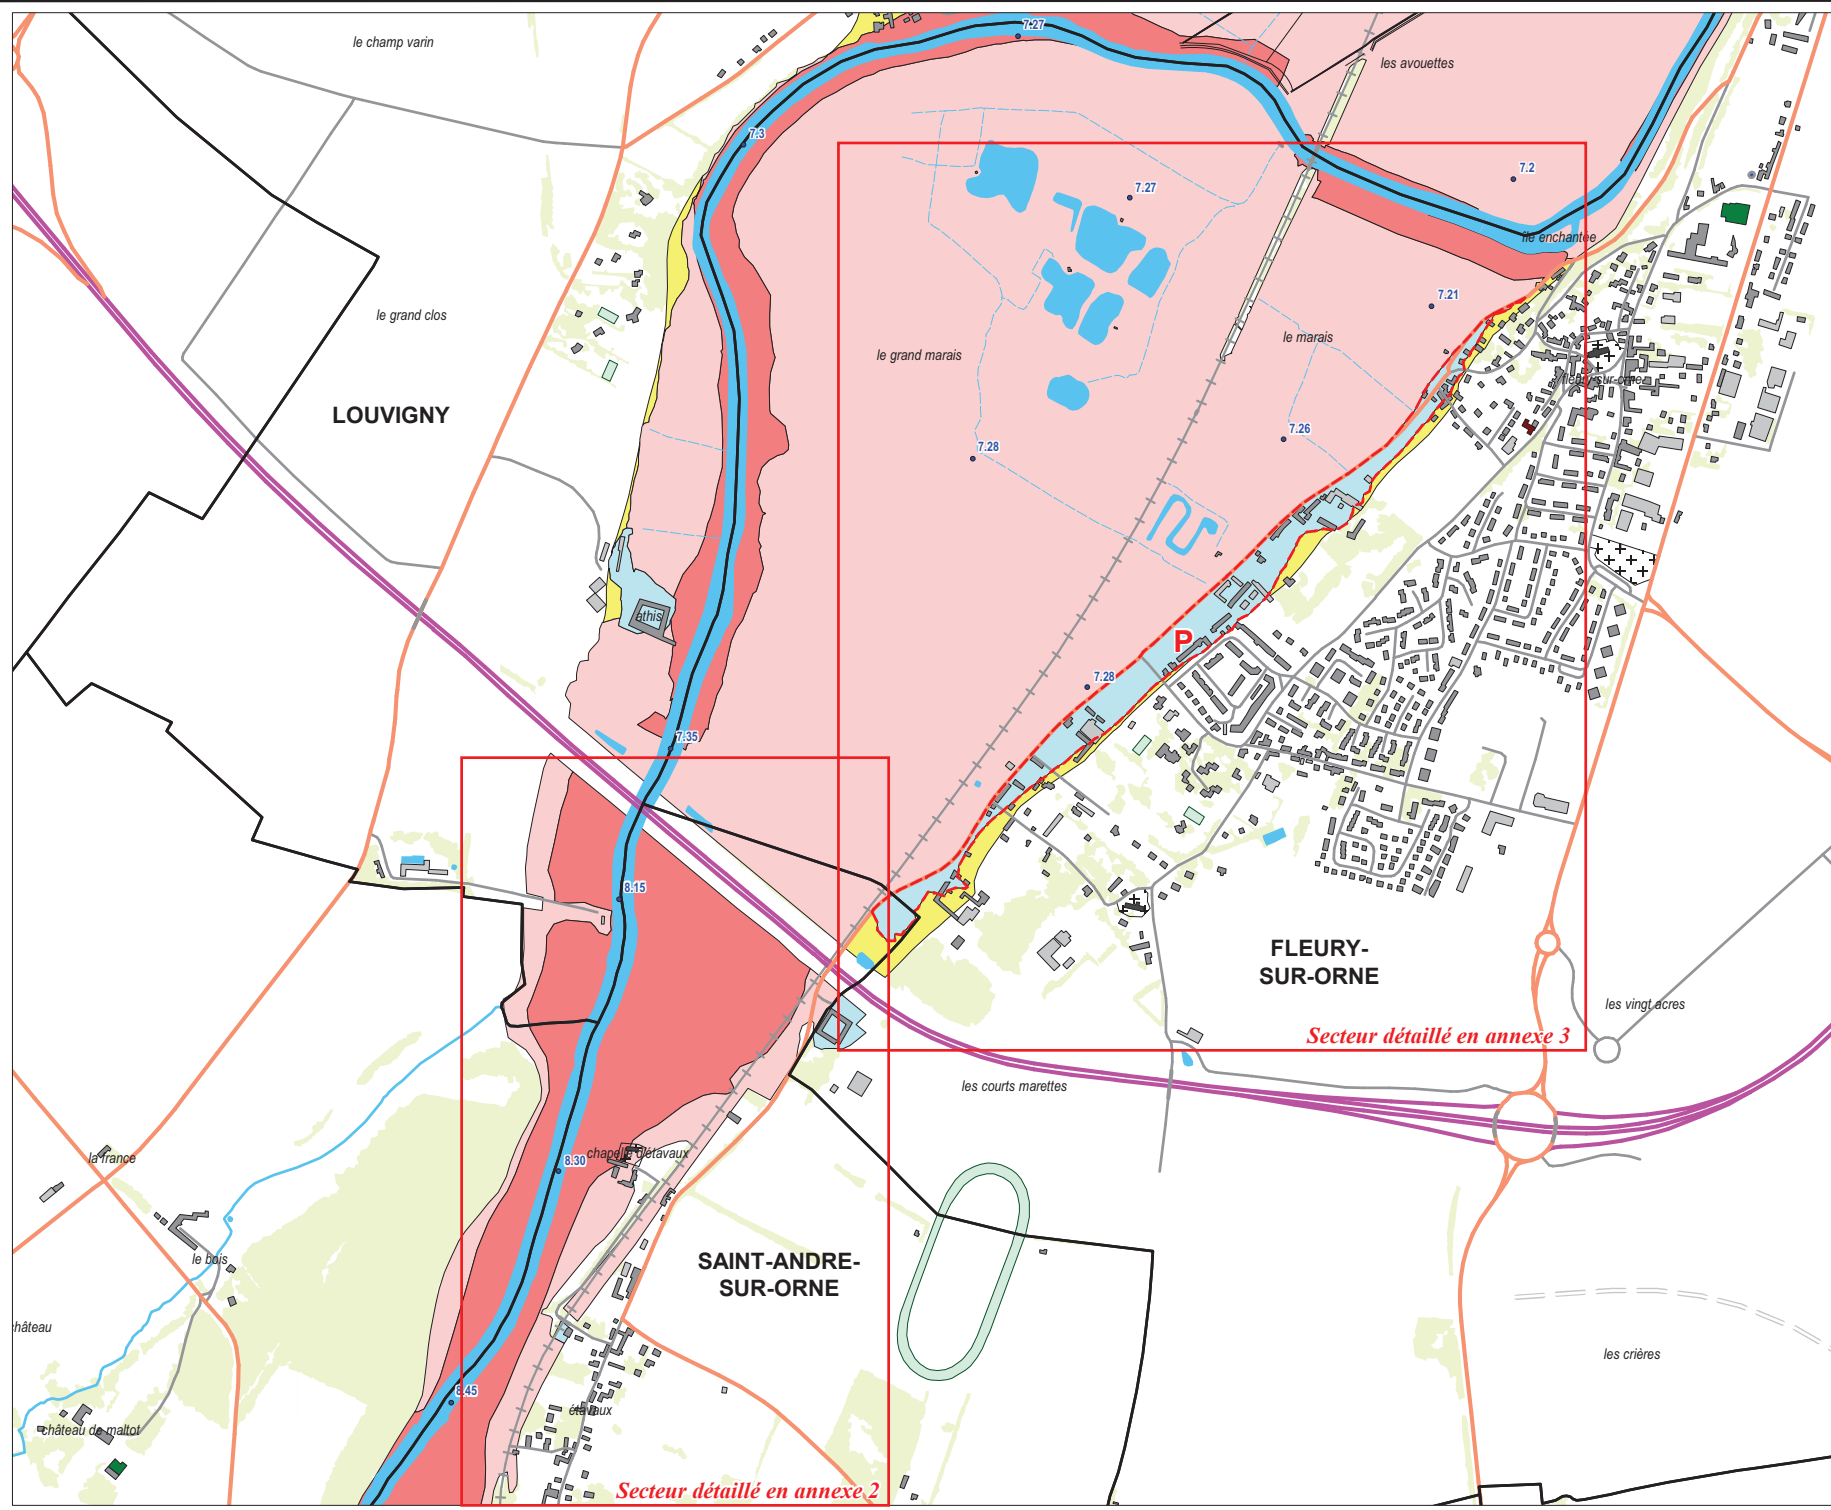 7.27
le champ varin
les avouettes
7.3
7.2
7.27
île enchantée
le grand clos
7.21
le marais
le grand marais
fleury-sur-orne
LOUVIGNY
7.26
7.28
athis
P
7.28
7.35
8.15
FLEURY-
SUR-ORNE
les vingt acres
Secteur détaillé en annexe 3
les courts marettes
la france
chapelle d'étavaux
8.30
le bois
SAINT-ANDRE-
SUR-ORNE
château
les crières
8.45
étavaux
château de maltot
Secteur détaillé en annexe 2